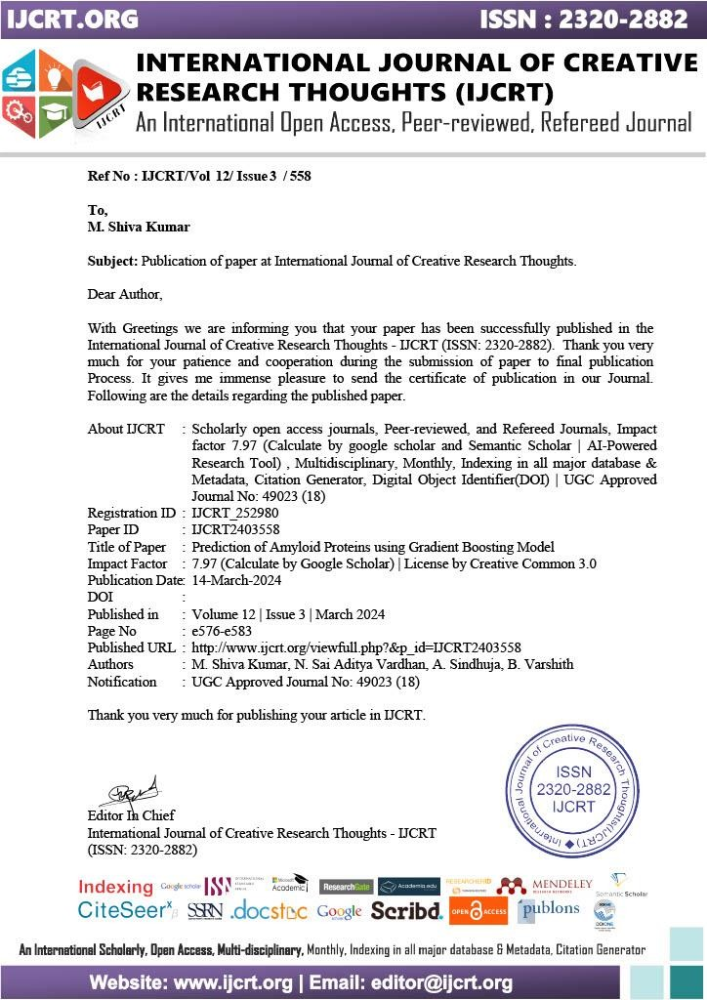 IJCRT.ORG ISSN : 2320-2882
IJCRT
INTERNATIONAL JOURNAL OF CREATIVE
RESEARCH THOUGHTS (IJCRT)
An International Open Access, Peer-reviewed, Refereed Journal
Ref No : IJCRT/Vol 12/ Issue 3 / 558
To,
M. Shiva Kumar
Subject: Publication of paper at International Journal of Creative Research Thoughts.
Dear Author,
With Greetings we are informing you that your paper has been successfully published in the
International Journal of Creative Research Thoughts - IJCRT (ISSN: 2320-2882). Thank you very
much for your patience and cooperation during the submission of paper to final publication
Process. It gives me immense pleasure to send the certificate of publication in our Journal.
Following are the details regarding the published paper.
About IJCRT : Scholarly open access journals, Peer-reviewed, and Refereed Journals, Impact
factor 7.97 (Calculate by google scholar and Semantic Scholar | AI-Powered
Research Tool) , Multidisciplinary, Monthly, Indexing in all major database &
Metadata, Citation Generator, Digital Object Identifier(DOI) | UGC Approved
Journal No: 49023 (18)
Registration ID : IJCRT_252980
Paper ID : IJCRT2403558
Title of Paper : Prediction of Amyloid Proteins using Gradient Boosting Model
Impact Factor : 7.97 (Calculate by Google Scholar) | License by Creative Common 3.0
Publication Date: 14-March-2024
DOI :
Published in : Volume 12 | Issue 3 | March 2024
Page No : e576-e583
Published URL : http://www.ijcrt.org/viewfull.php?&p_id=IJCRT2403558
Authors : M. Shiva Kumar, N. Sai Aditya Vardhan, A. Sindhuja, B. Varshith
Notification : UGC Approved Journal No: 49023 (18)
Thank you very much for publishing your article in IJCRT.
International Journal of Creative Research Thoughts(IJCRT)
ISSN
2320-2882
IJCRT
Editor In Chief
International Journal of Creative Research Thoughts - IJCRT
(ISSN: 2320-2882)
Indexing Google scholar ISSN INTERNATIONAL STANDARD SERIAL Microsoft Academic ResearchGate Academia.edu RESEARCHERID MENDELEY RESEARCH NETWORKS Semantic Scholar
CiteSeerX β SSRN .docstoc Google scholar Scribd. OPEN ACCESS publons DOI
An International Scholarly, Open Access, Multi-disciplinary, Monthly, Indexing in all major database & Metadata, Citation Generator
Website: www.ijcrt.org | Email: editor@ijcrt.org